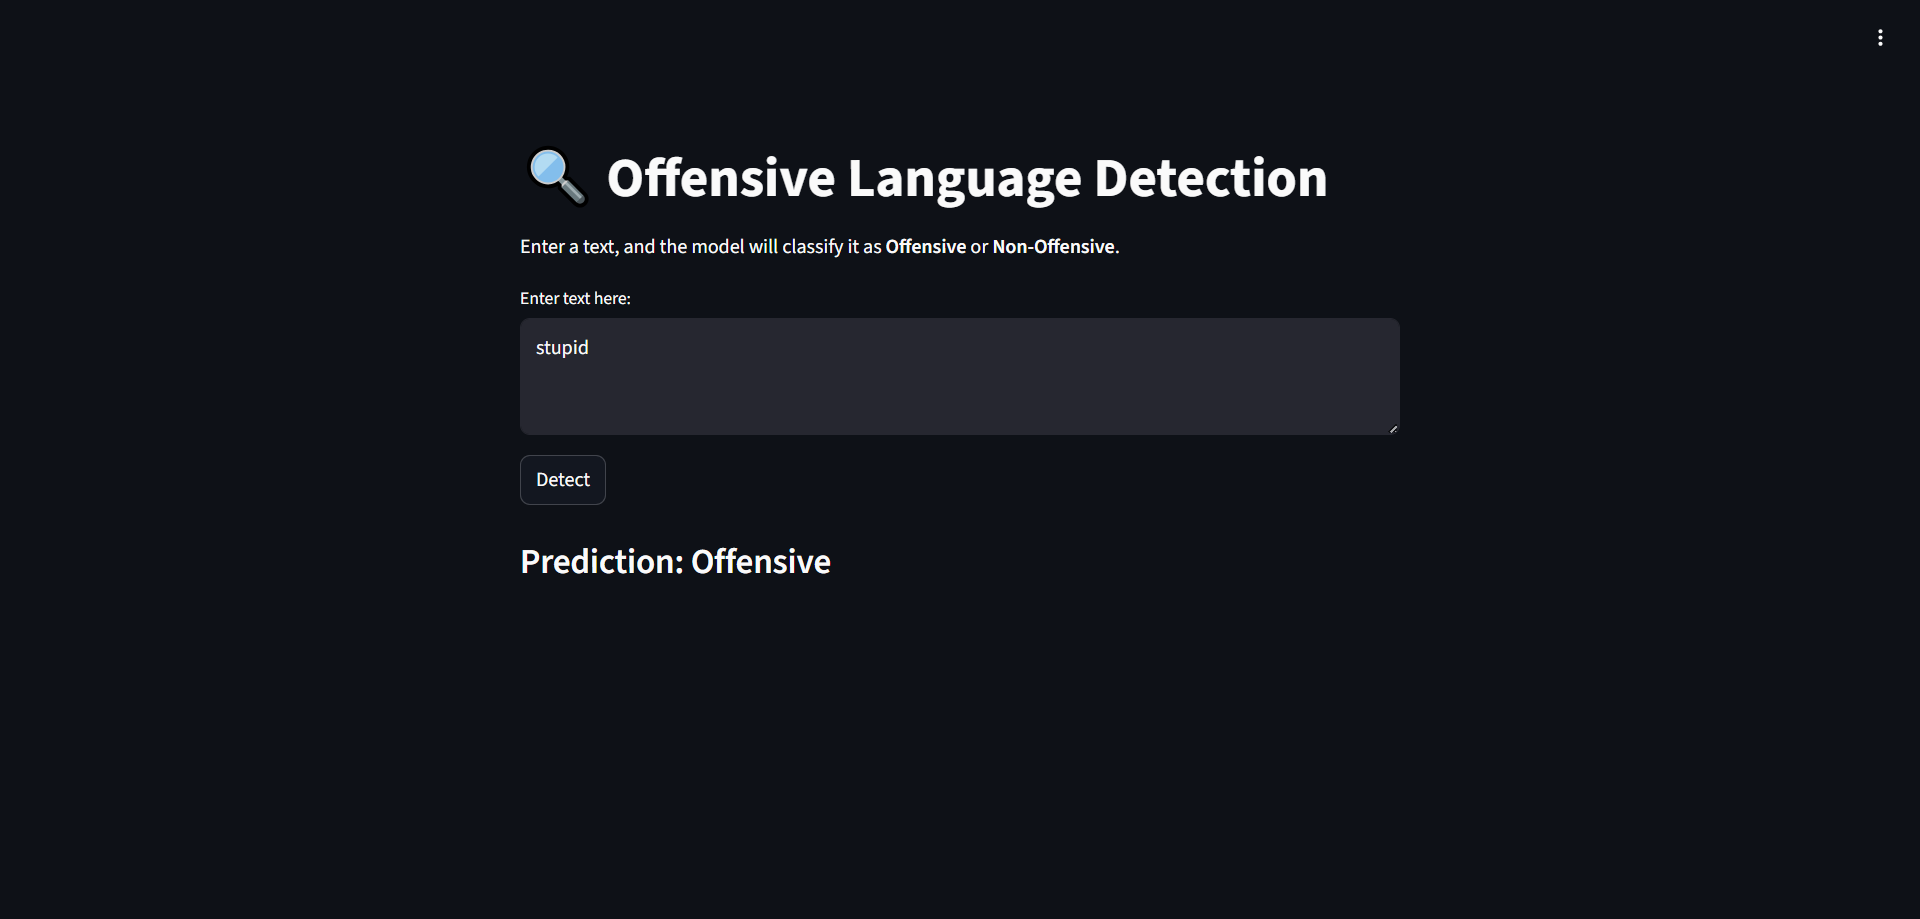 Offensive Language Detection
Enter a text, and the model will classify it as Offensive or Non-Offensive.
Enter text here:
stupid
Detect
Prediction: Offensive